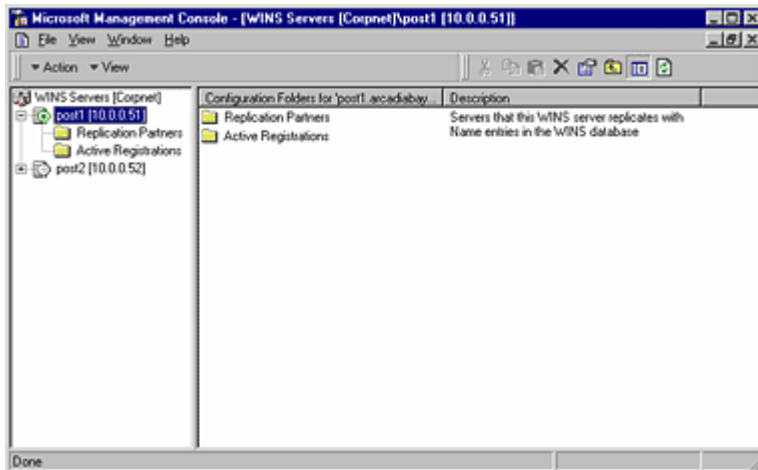 Microsoft Management Console - [WINS Servers [Corpnet]\post1 [10.0.0.51]]
File View Window Help
Action View
WINS Servers [Corpnet]
post1 [10.0.0.51]
Replication Partners
Active Registrations
post2 [10.0.0.52]
Configuration Folders for 'post1.arcadiabay... Description
Replication Partners Servers that this WINS server replicates with
Active Registrations Name entries in the WINS database
Done